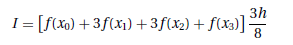 I = [f(x₀) + 3f(x₁) + 3f(x₂) + f(x₃)] 3h/8